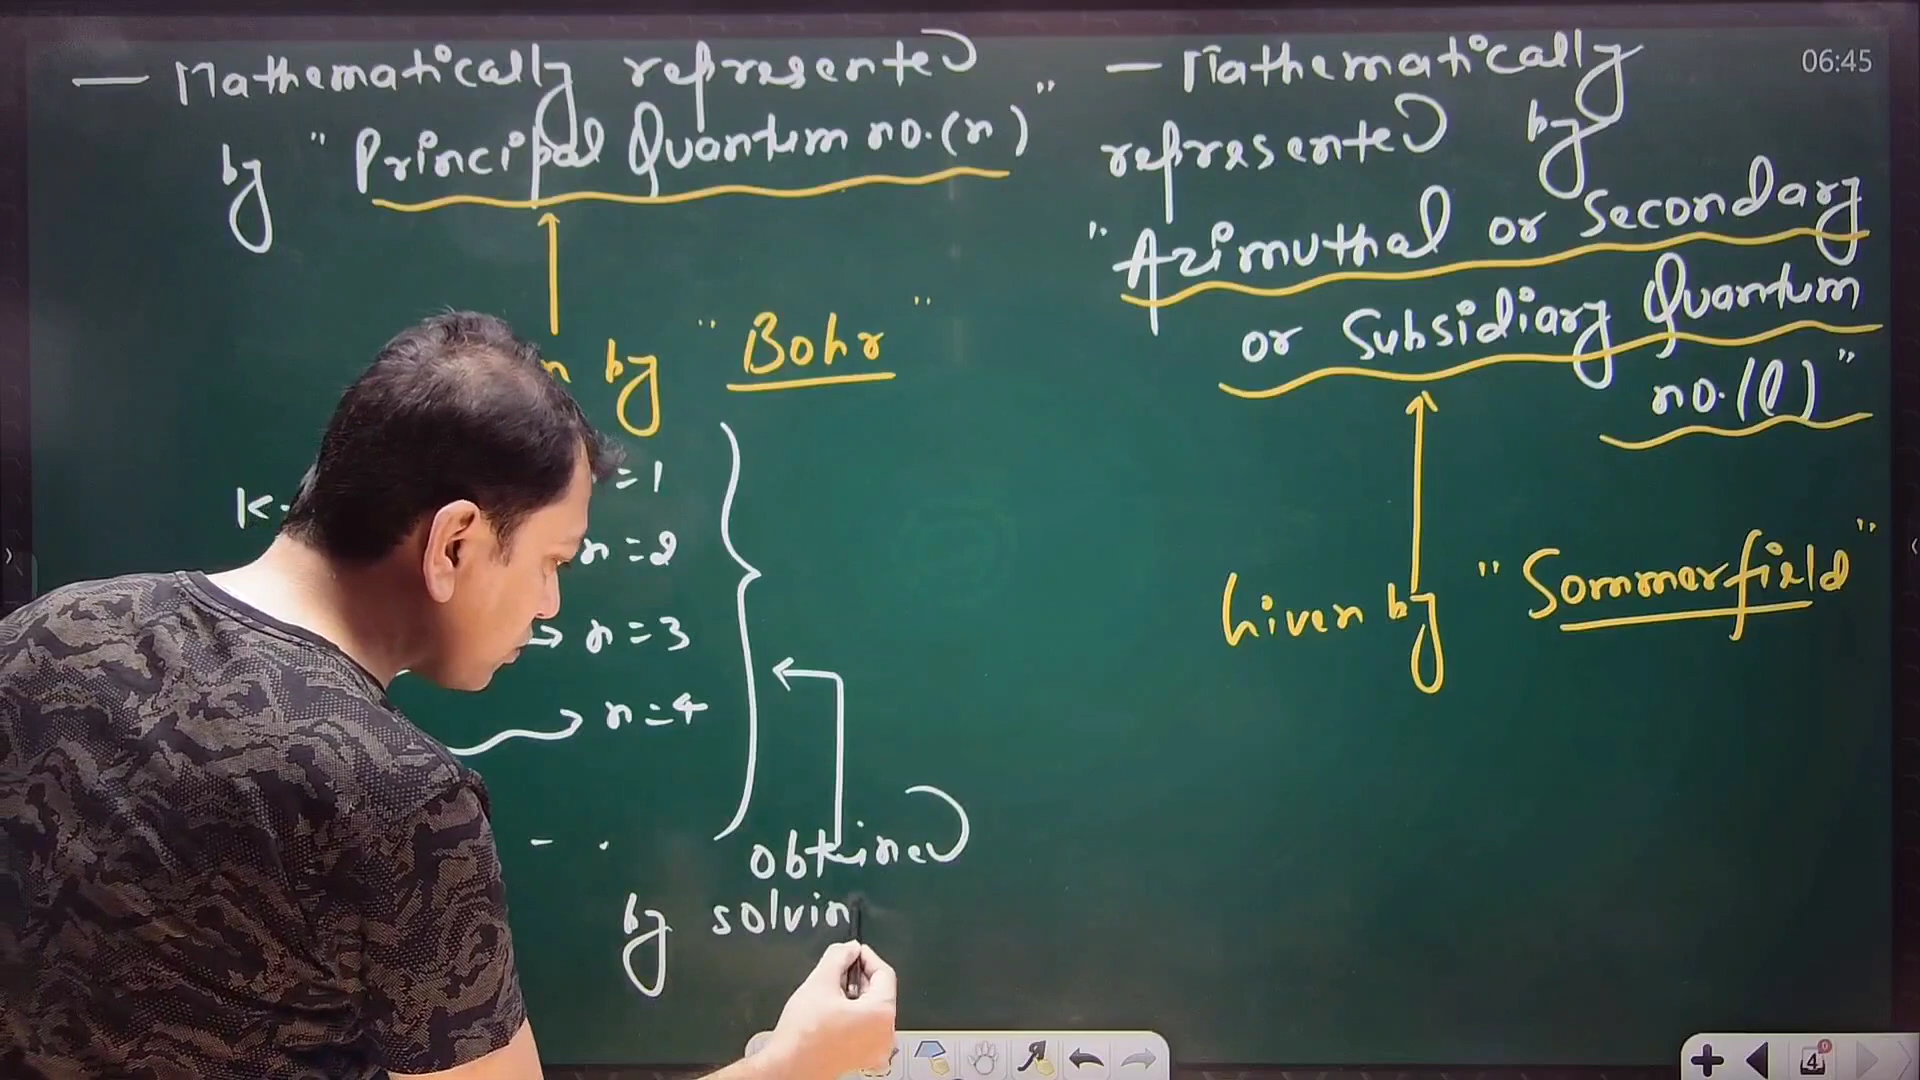 — Mathematically represented
by "Principal Quantum no.(n)"
by "Bohr"
K
=1
n=2
→ n=3
→ n=4
- .
obtained
by solvin
— Mathematically
represented by
"Azimuthal or Secondary
or Subsidiary Quantum
no.(l)"
Given by "Sommerfield"
06:45
4